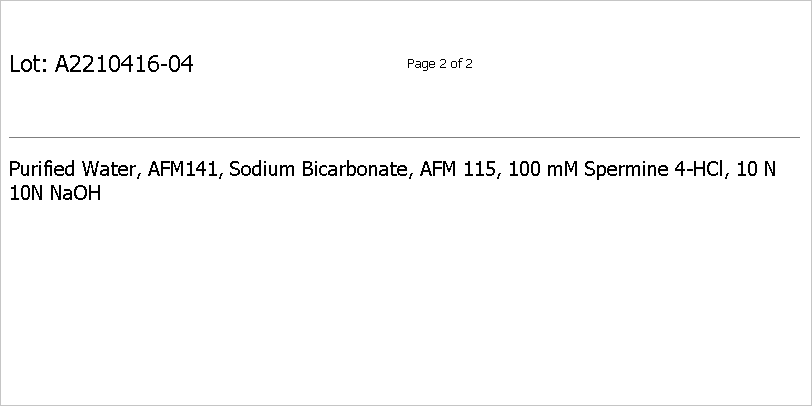 Lot: A2210416-04
Page 2 of 2
Purified Water, AFM141, Sodium Bicarbonate, AFM 115, 100 mM Spermine 4-HCl, 10 N
10N NaOH